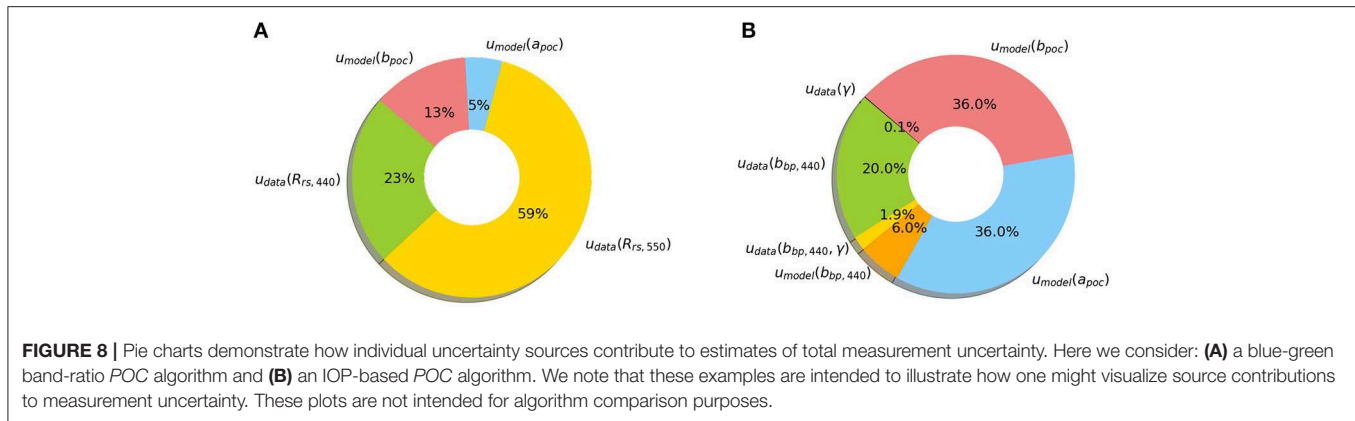 A
u_model(a_poc)
u_model(b_poc)
5%
13%
23%
u_data(R_rs,440)
59%
u_data(R_rs,550)
B
u_model(b_poc)
u_data(γ)
36.0%
0.1%
u_data(b_bp,440)
20.0%
1.9%
6.0%
36.0%
u_data(b_bp,440, γ)
u_model(b_bp,440)
u_model(a_poc)
FIGURE 8 | Pie charts demonstrate how individual uncertainty sources contribute to estimates of total measurement uncertainty. Here we consider: (A) a blue-green
band-ratio POC algorithm and (B) an IOP-based POC algorithm. We note that these examples are intended to illustrate how one might visualize source contributions
to measurement uncertainty. These plots are not intended for algorithm comparison purposes.